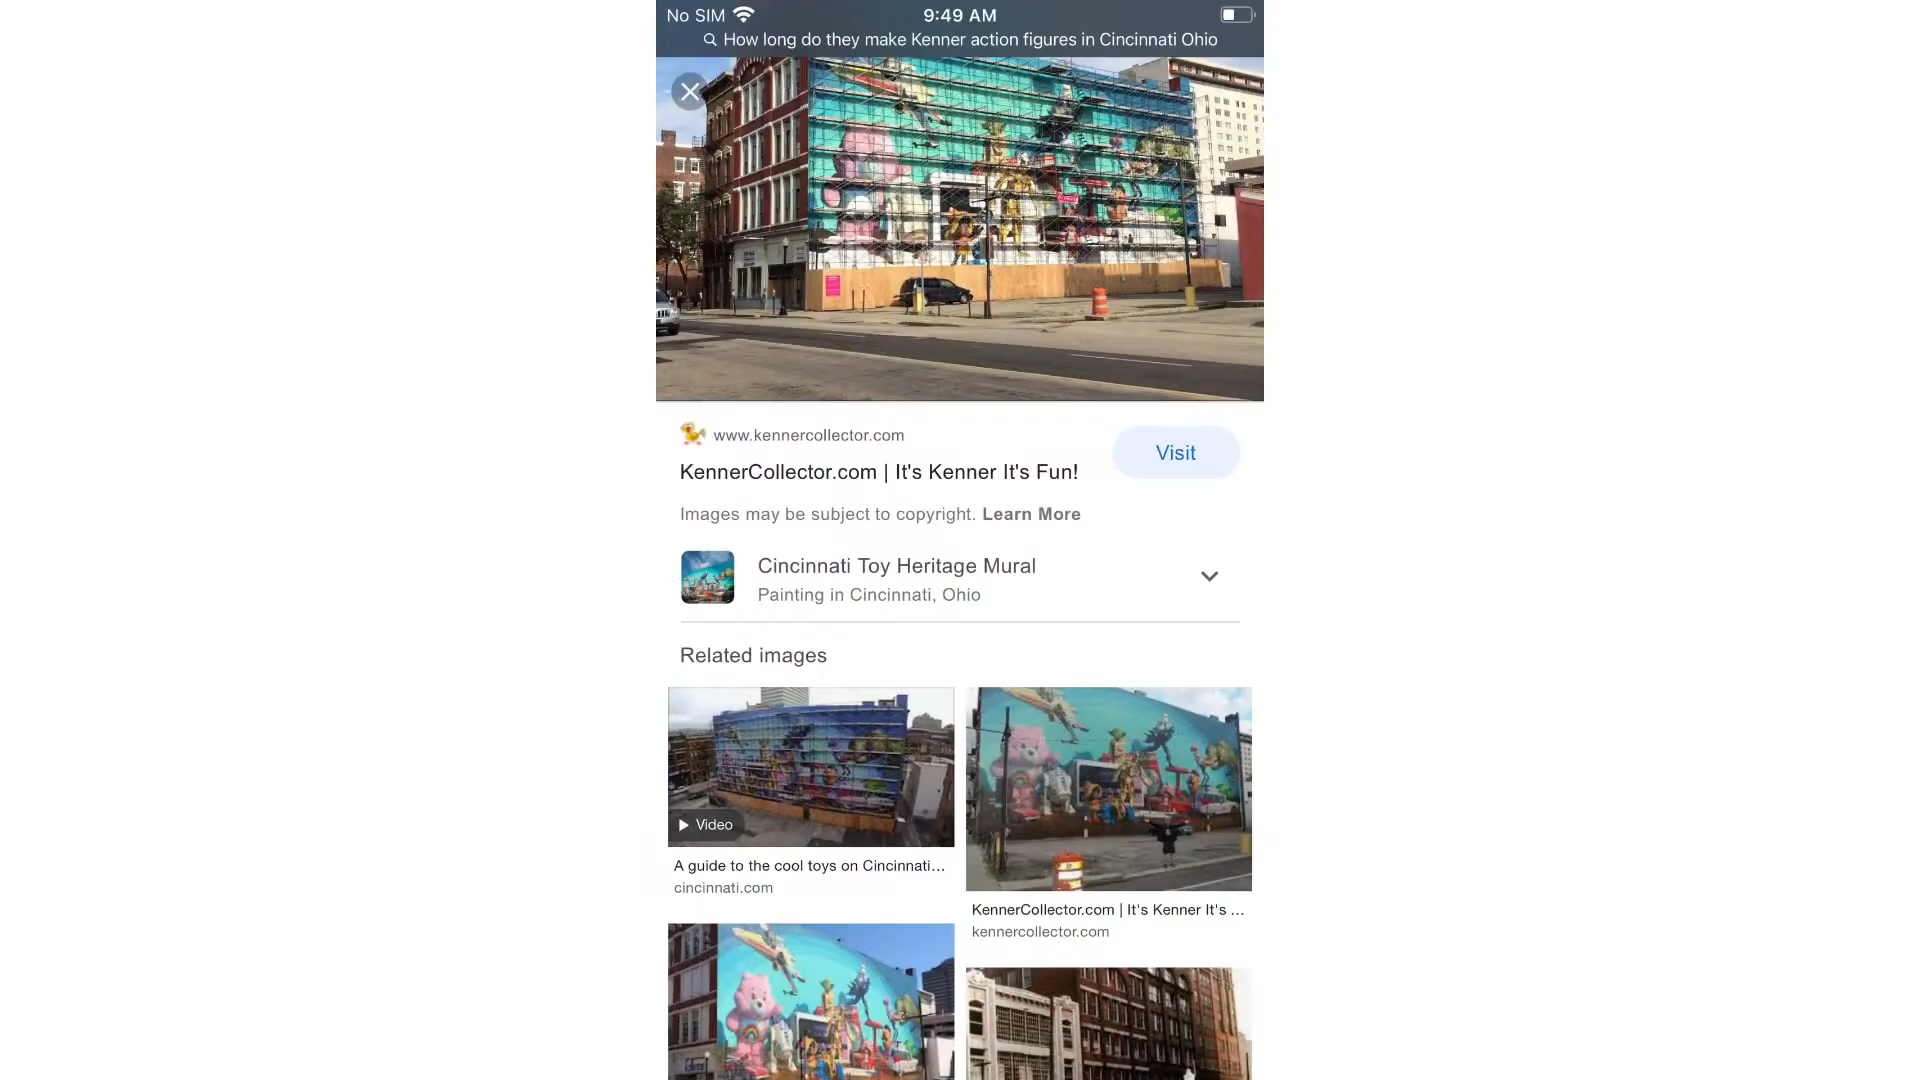 No SIM
9:49 AM
How long do they make Kenner action figures in Cincinnati Ohio
www.kennercollector.com
Visit
KennerCollector.com | It's Kenner It's Fun!
Images may be subject to copyright. Learn More
Cincinnati Toy Heritage Mural
Painting in Cincinnati, Ohio
Related images
Video
A guide to the cool toys on Cincinnati...
cincinnati.com
KennerCollector.com | It's Kenner It's ...
kennercollector.com